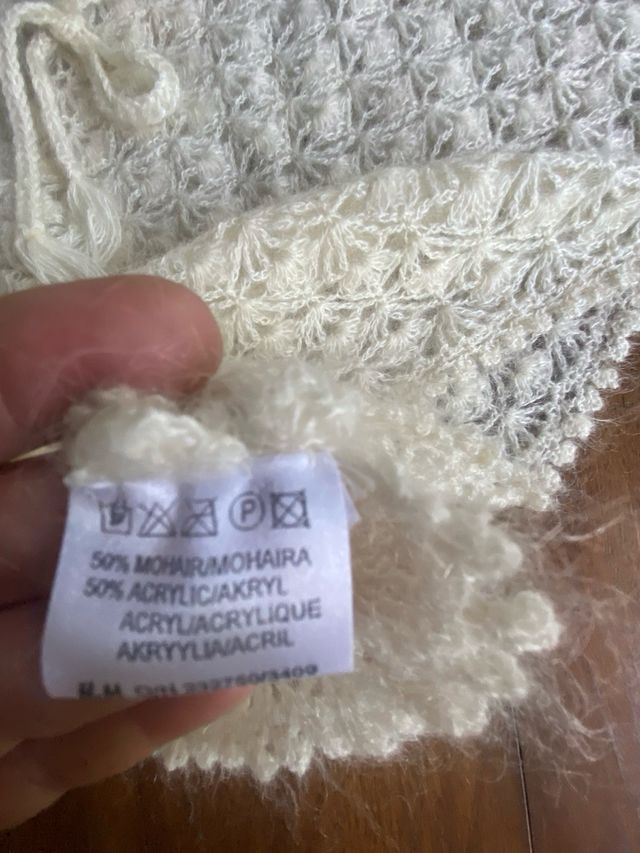 P
50% MOHAIR/MOHAIRA
50% ACRYLIC/AKRYL
ACRYL/ACRYLIQUE
AKRYYLIA/ACRIL
H.M.